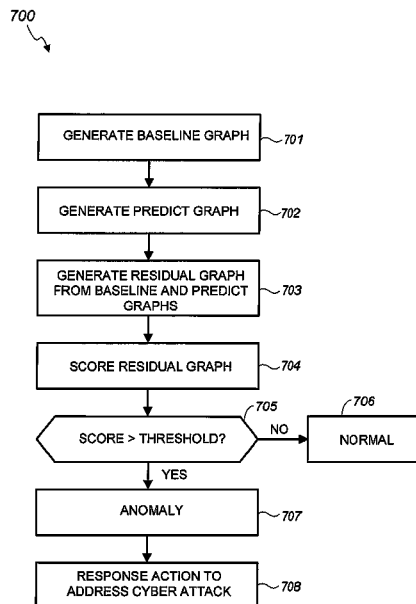 700
GENERATE BASELINE GRAPH
701
GENERATE PREDICT GRAPH
702
GENERATE RESIDUAL GRAPH
FROM BASELINE AND PREDICT
GRAPHS
703
SCORE RESIDUAL GRAPH
704
705
706
SCORE > THRESHOLD?
NO
NORMAL
YES
ANOMALY
707
RESPONSE ACTION TO
ADDRESS CYBER ATTACK
708